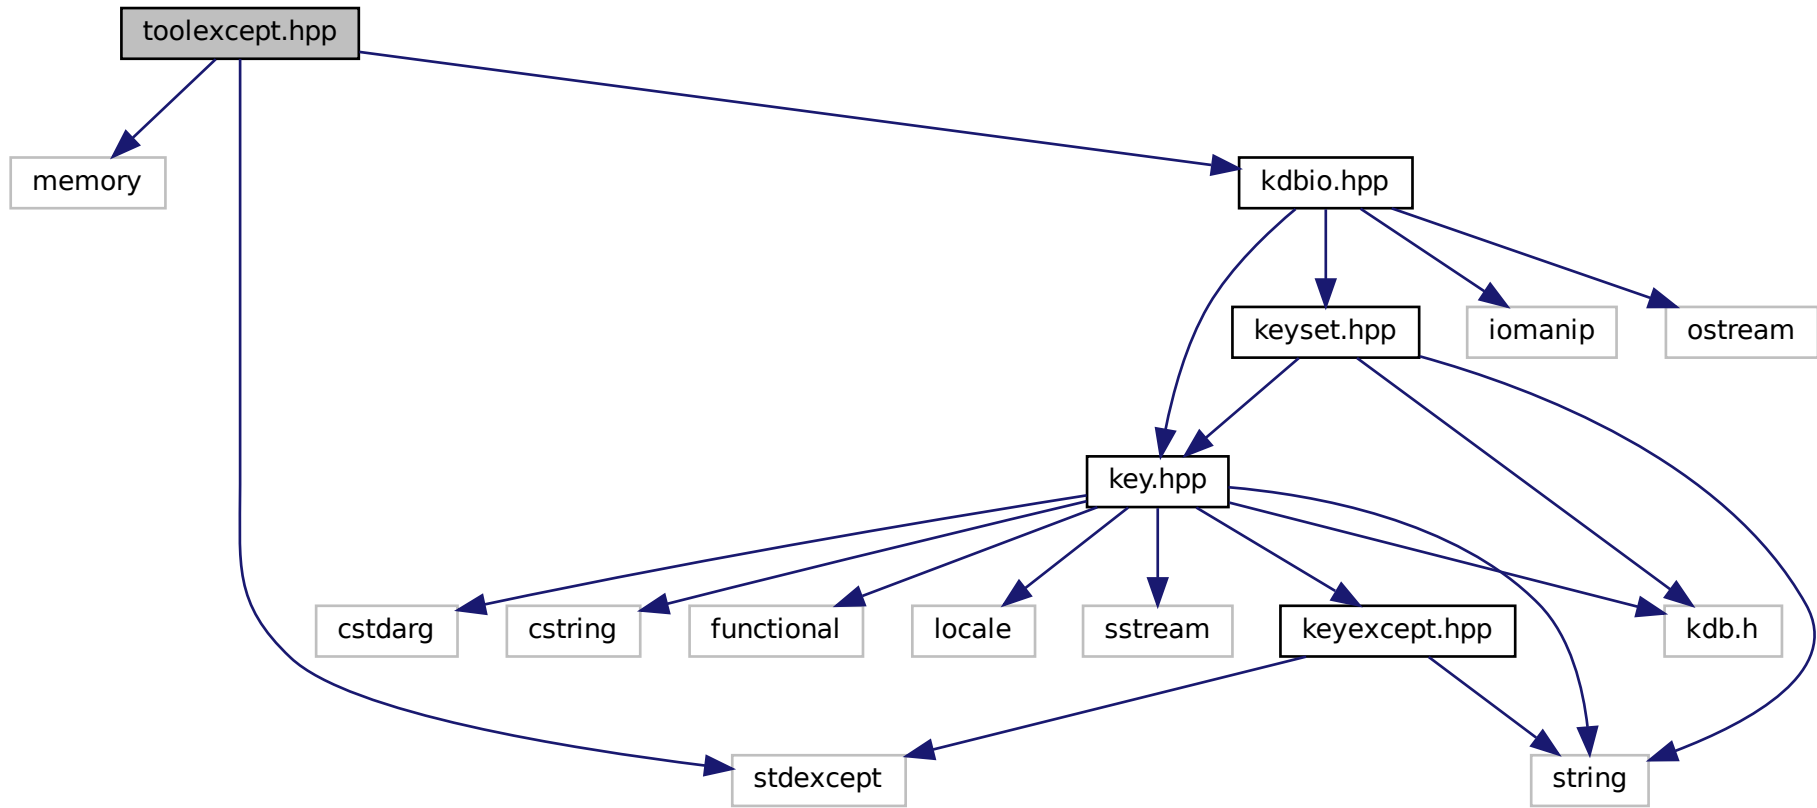 toolexcept.hpp
memory
kdbio.hpp
keyset.hpp
iomanip
ostream
key.hpp
cstdarg
cstring
functional
locale
sstream
keyexcept.hpp
kdb.h
stdexcept
string